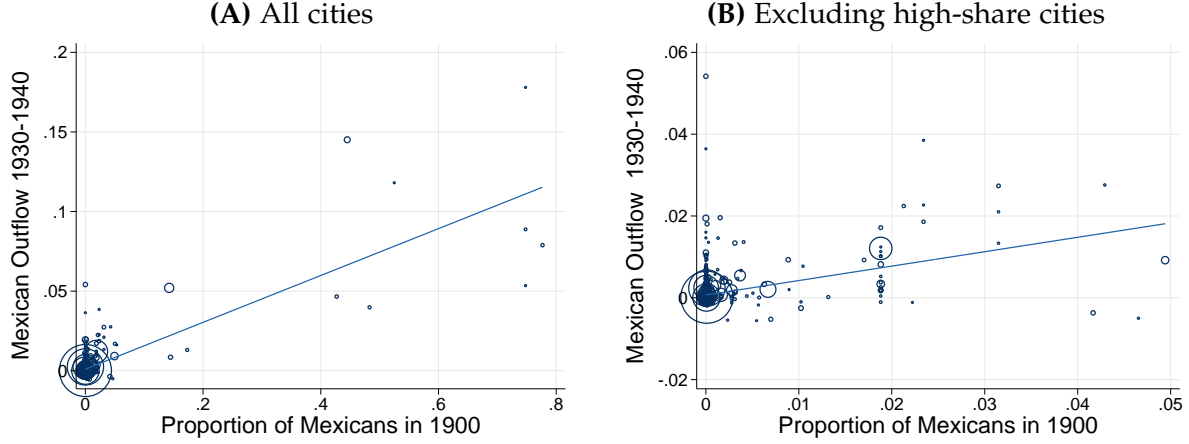 (A) All cities
.2
.15
.1
.05
0
Mexican Outflow 1930-1940
0 .2 .4 .6 .8
Proportion of Mexicans in 1900
(B) Excluding high-share cities
.06
.04
.02
0
-.02
Mexican Outflow 1930-1940
0 .01 .02 .03 .04 .05
Proportion of Mexicans in 1900